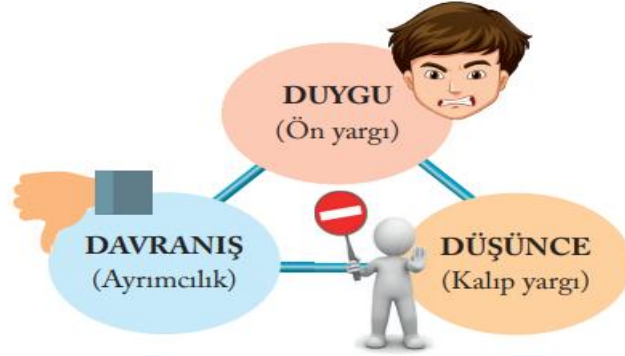 DUYGU
(Ön yargı)
DAVRANIŞ
(Ayrımcılık)
DÜŞÜNCE
(Kalıp yargı)